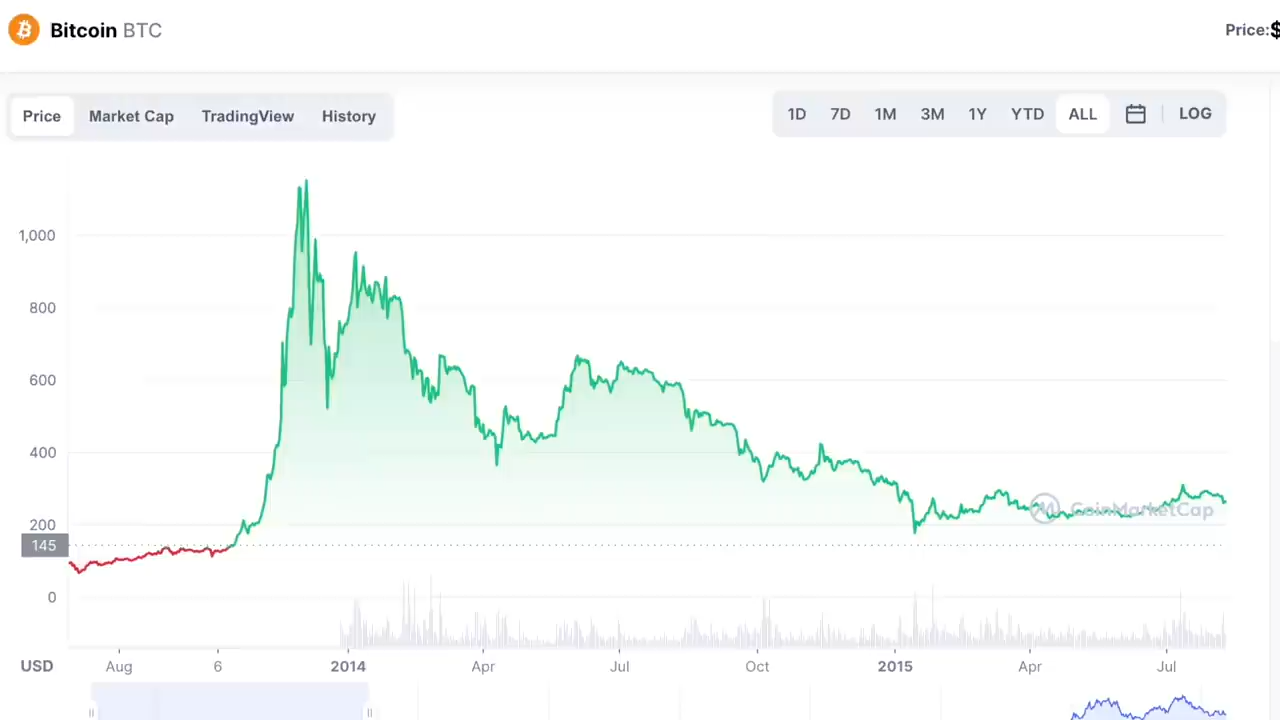 Bitcoin BTC
Price:$
Price Market Cap TradingView History
1D 7D 1M 3M 1Y YTD ALL LOG
1,000
800
600
400
200
145
0
CoinMarketCap
USD Aug 6 2014 Apr Jul Oct 2015 Apr Jul